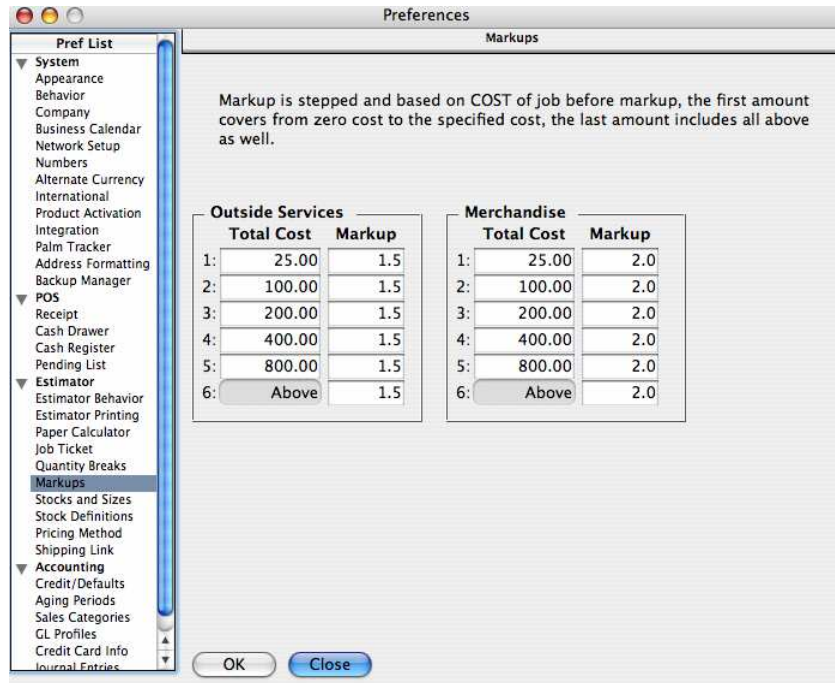 Preferences
Pref List
System
Appearance
Behavior
Company
Business Calendar
Network Setup
Numbers
Alternate Currency
International
Product Activation
Integration
Palm Tracker
Address Formatting
Backup Manager
POS
Receipt
Cash Drawer
Cash Register
Pending List
Estimator
Estimator Behavior
Estimator Printing
Paper Calculator
Job Ticket
Quantity Breaks
Markups
Stocks and Sizes
Stock Definitions
Pricing Method
Shipping Link
Accounting
Credit/Defaults
Aging Periods
Sales Categories
GL Profiles
Credit Card Info
Journal Entries
Markups
Markup is stepped and based on COST of job before markup, the first amount
covers from zero cost to the specified cost, the last amount includes all above
as well.
Outside Services
Total Cost Markup
1: 25.00 1.5
2: 100.00 1.5
3: 200.00 1.5
4: 400.00 1.5
5: 800.00 1.5
6: Above 1.5
Merchandise
Total Cost Markup
1: 25.00 2.0
2: 100.00 2.0
3: 200.00 2.0
4: 400.00 2.0
5: 800.00 2.0
6: Above 2.0
OK Close